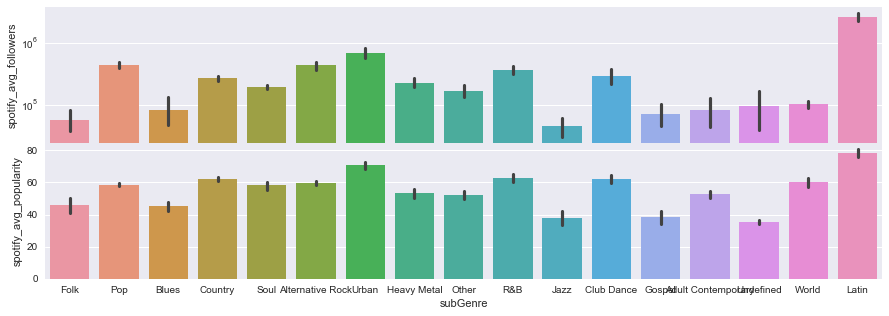 spotify_avg_followers
10^6
10^5
spotify_avg_popularity
80
60
40
20
0
Folk Pop Blues Country Soul Alternative Rock Urban Heavy Metal Other R&B Jazz Club Dance Gospel Adult Contemporary Undefined World Latin
subGenre